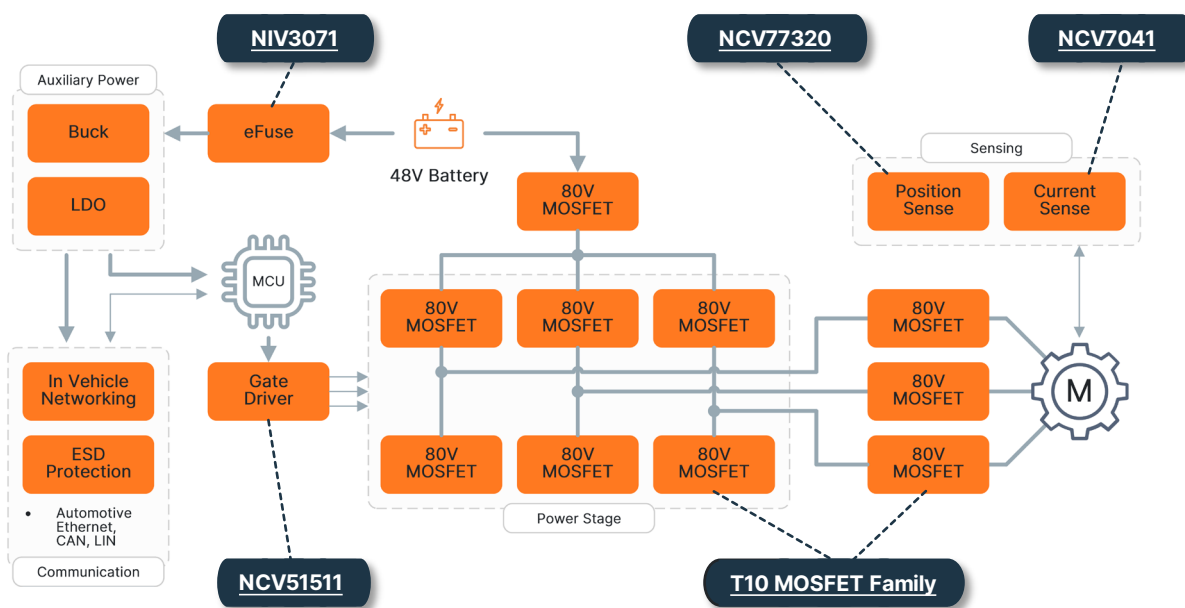 NIV3071
NCV77320
NCV7041
Auxiliary Power
Buck
eFuse
LDO
48V Battery
80V
MOSFET
Sensing
Position
Sense
Current
Sense
MCU
80V
MOSFET
80V
MOSFET
80V
MOSFET
80V
MOSFET
80V
MOSFET
80V
MOSFET
M
In Vehicle
Networking
Gate
Driver
ESD
Protection
80V
MOSFET
80V
MOSFET
80V
MOSFET
• Automotive
Ethernet,
CAN, LIN
Power Stage
Communication
NCV51511
T10 MOSFET Family